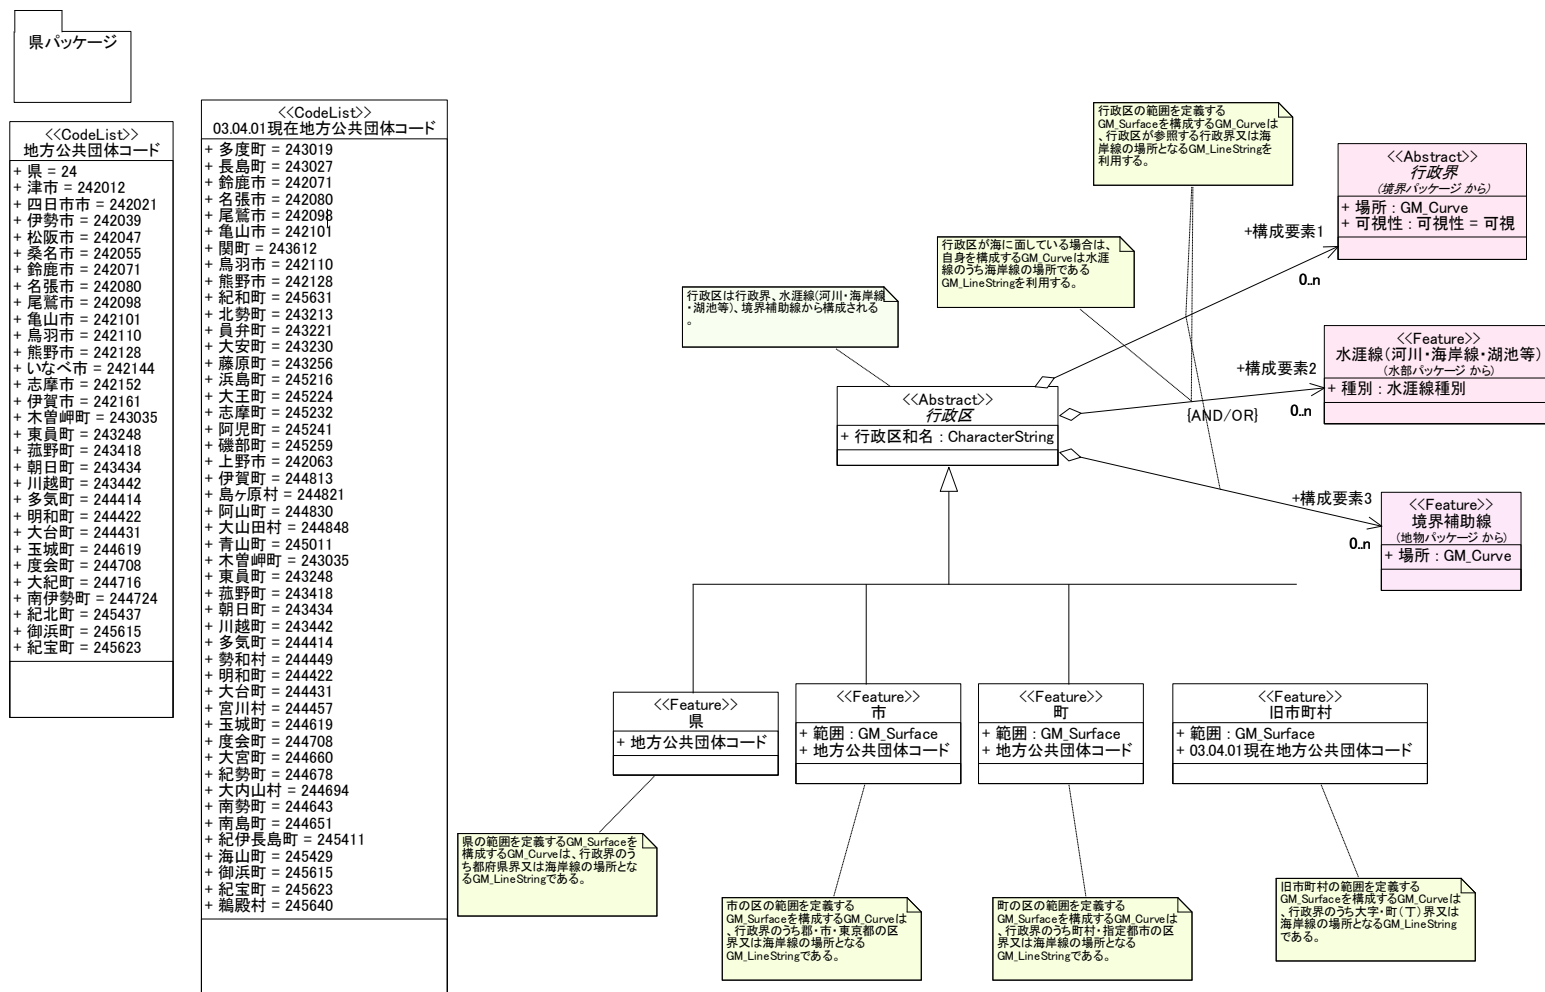 県パッケージ
<<CodeList>>
地方公共団体コード
+ 県 = 24
+ 津市 = 242012
+ 四日市市 = 242021
+ 伊勢市 = 242039
+ 松阪市 = 242047
+ 桑名市 = 242055
+ 鈴鹿市 = 242071
+ 名張市 = 242080
+ 尾鷲市 = 242098
+ 亀山市 = 242101
+ 鳥羽市 = 242110
+ 熊野市 = 242128
+ いなべ市 = 242144
+ 志摩市 = 242152
+ 伊賀市 = 242161
+ 木曽岬町 = 243035
+ 東員町 = 243248
+ 菰野町 = 243418
+ 朝日町 = 243434
+ 川越町 = 243442
+ 多気町 = 244414
+ 明和町 = 244422
+ 大台町 = 244431
+ 玉城町 = 244619
+ 度会町 = 244708
+ 大紀町 = 244716
+ 南伊勢町 = 244724
+ 紀北町 = 245437
+ 御浜町 = 245615
+ 紀宝町 = 245623
<<CodeList>>
03.04.01現在地方公共団体コード
+ 多度町 = 243019
+ 長島町 = 243027
+ 鈴鹿市 = 242071
+ 名張市 = 242080
+ 尾鷲市 = 242098
+ 亀山市 = 242101
+ 関町 = 243612
+ 鳥羽市 = 242110
+ 熊野市 = 242128
+ 紀和町 = 245631
+ 北勢町 = 243213
+ 員弁町 = 243221
+ 大安町 = 243230
+ 藤原町 = 243256
+ 浜島町 = 245216
+ 大王町 = 245224
+ 志摩町 = 245232
+ 阿児町 = 245241
+ 磯部町 = 245259
+ 上野市 = 242063
+ 伊賀町 = 244813
+ 島ヶ原村 = 244821
+ 阿山町 = 244830
+ 大山田村 = 244848
+ 青山町 = 245011
+ 木曽岬町 = 243035
+ 東員町 = 243248
+ 菰野町 = 243418
+ 朝日町 = 243434
+ 川越町 = 243442
+ 多気町 = 244414
+ 勢和村 = 244449
+ 明和町 = 244422
+ 大台町 = 244431
+ 宮川村 = 244457
+ 玉城町 = 244619
+ 度会町 = 244708
+ 大宮町 = 244660
+ 紀勢町 = 244678
+ 大内山村 = 244694
+ 南勢町 = 244643
+ 南島町 = 244651
+ 紀伊長島町 = 245411
+ 海山町 = 245429
+ 御浜町 = 245615
+ 紀宝町 = 245623
+ 鵜殿村 = 245640
行政区の範囲を定義する
GM_Surfaceを構成するGM_Curveは
、行政区が参照する行政界又は海
岸線の場所となるGM_LineStringを
利用する。
行政区が海に面している場合は、
自身を構成するGM_Curveは水涯
線のうち海岸線の場所である
GM_LineStringを利用する。
行政区は行政界、水涯線(河川・海岸線
・湖池等)、境界補助線から構成される
。
<<Abstract>>
行政界
(境界パッケージ から)
+ 場所 : GM_Curve
+ 可視性 : 可視性 = 可視
+構成要素1
0..n
<<Feature>>
水涯線(河川・海岸線・湖池等)
(水部パッケージ から)
+ 種別 : 水涯線種別
+構成要素2
0..n
{AND/OR}
<<Abstract>>
行政区
+ 行政区和名 : CharacterString
+構成要素3
0..n
<<Feature>>
境界補助線
(地物パッケージ から)
+ 場所 : GM_Curve
<<Feature>>
県
+ 地方公共団体コード
<<Feature>>
市
+ 範囲 : GM_Surface
+ 地方公共団体コード
<<Feature>>
町
+ 範囲 : GM_Surface
+ 地方公共団体コード
<<Feature>>
旧市町村
+ 範囲 : GM_Surface
+ 03.04.01現在地方公共団体コード
県の範囲を定義するGM_Surfaceを
構成するGM_Curveは、行政界のう
ち都府県界又は海岸線の場所とな
るGM_LineStringである。
市の区の範囲を定義する
GM_Surfaceを構成するGM_Curveは
、行政界のうち郡・市・東京都の区
界又は海岸線の場所となる
GM_LineStringである。
町の区の範囲を定義する
GM_Surfaceを構成するGM_Curveは
、行政界のうち町村・指定都市の区
界又は海岸線の場所となる
GM_LineStringである。
旧市町村の範囲を定義する
GM_Surfaceを構成するGM_Curveは
、行政界のうち大字・町(丁)界又は
海岸線の場所となるGM_LineString
である。